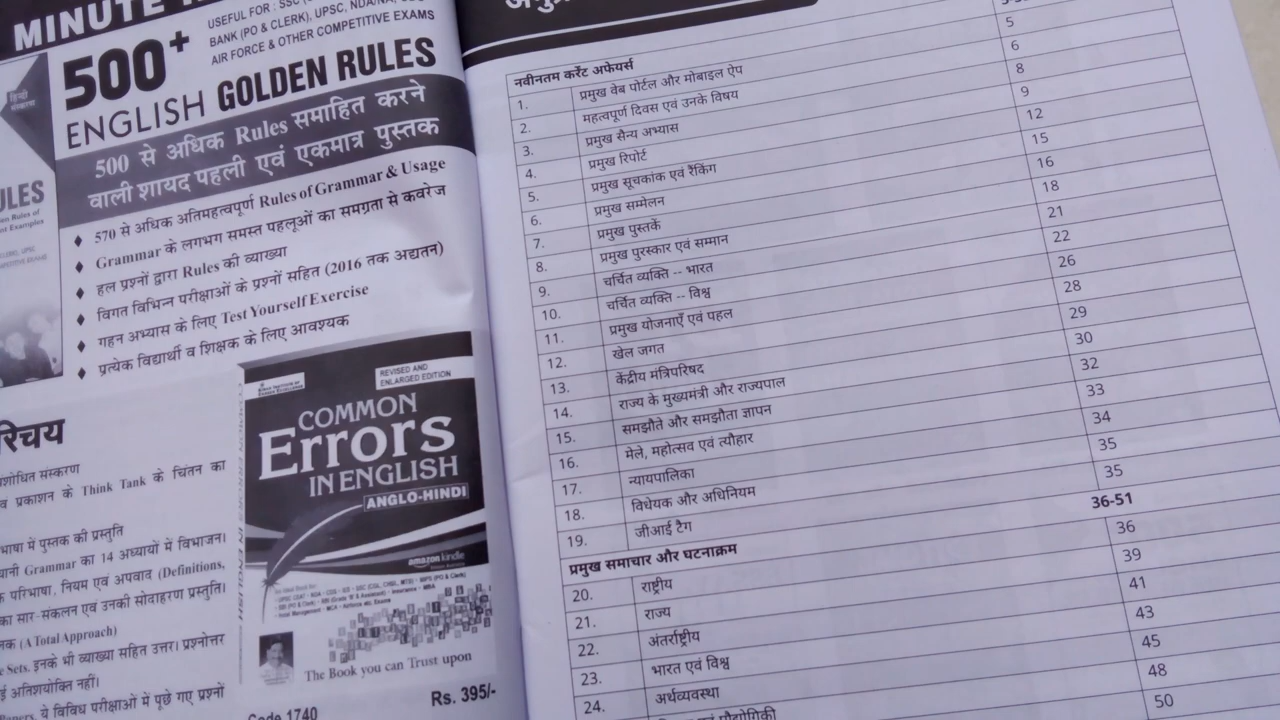 MINUTE
500+
USEFUL FOR : SSC
BANK (PO & CLERK), UPSC, NDA/NA,
AIR FORCE & OTHER COMPETITIVE EXAMS
ENGLISH GOLDEN RULES
500 से अधिक Rules समाहित करने
वाली शायद पहली एवं एकमात्र पुस्तक
♦ 570 से अधिक अतिमहत्वपूर्ण Rules of Grammar & Usage
♦ Grammar के लगभग समस्त पहलूओं का समग्रता से कवरेज
♦ हल प्रश्नों द्वारा Rules की व्याख्या
♦ विगत विभिन्न परीक्षाओं के प्रश्नों सहित (2016 तक अद्यतन)
♦ गहन अभ्यास के लिए Test Yourself Exercise
♦ प्रत्येक विद्यार्थी व शिक्षक के लिए आवश्यक
हिन्दी
संस्करण
ULES
रिचय
शोधित संस्करण
व प्रकाशन के Think Tank के चिंतन का
भाषा में पुस्तक की प्रस्तुति
यानी Grammar का 14 अध्यायों में विभाजन।
परिभाषा, नियम एवं अपवाद (Definitions,
का सार-संकलन एवं उनकी सोदाहरण प्रस्तुति।
(A Total Approach)
Sets. इनके भी व्याख्या सहित उत्तर। प्रश्नोत्तर
ई अतिशयोक्ति नहीं।
Papers. ये विविध परीक्षाओं में पूछे गए प्रश्नों
REVISED AND
ENLARGED EDITION
COMMON
Errors
IN ENGLISH
ANGLO-HINDI
amazon kindle
The Book you can Trust upon
Code 1740
Rs. 395/-
नवीनतम करेंट अफेयर्स
1. प्रमुख वेब पोर्टल और मोबाइल ऐप 5
2. महत्वपूर्ण दिवस एवं उनके विषय 6
3. प्रमुख सैन्य अभ्यास 8
4. प्रमुख रिपोर्ट 9
5. प्रमुख सूचकांक एवं रैंकिंग 12
6. प्रमुख सम्मेलन 15
7. प्रमुख पुस्तकें 16
8. प्रमुख पुरस्कार एवं सम्मान 18
9. चर्चित व्यक्ति -- भारत 21
10. चर्चित व्यक्ति -- विश्व 22
11. प्रमुख योजनाएँ एवं पहल 26
12. खेल जगत 28
13. केंद्रीय मंत्रिपरिषद 29
14. राज्य के मुख्यमंत्री और राज्यपाल 30
15. समझौते और समझौता ज्ञापन 32
16. मेले, महोत्सव एवं त्यौहार 33
17. न्यायपालिका 34
18. विधेयक और अधिनियम 35
19. जीआई टैग 35
प्रमुख समाचार और घटनाक्रम 36-51
20. राष्ट्रीय 36
21. राज्य 39
22. अंतर्राष्ट्रीय 41
23. भारत एवं विश्व 43
24. अर्थव्यवस्था 45
48
50